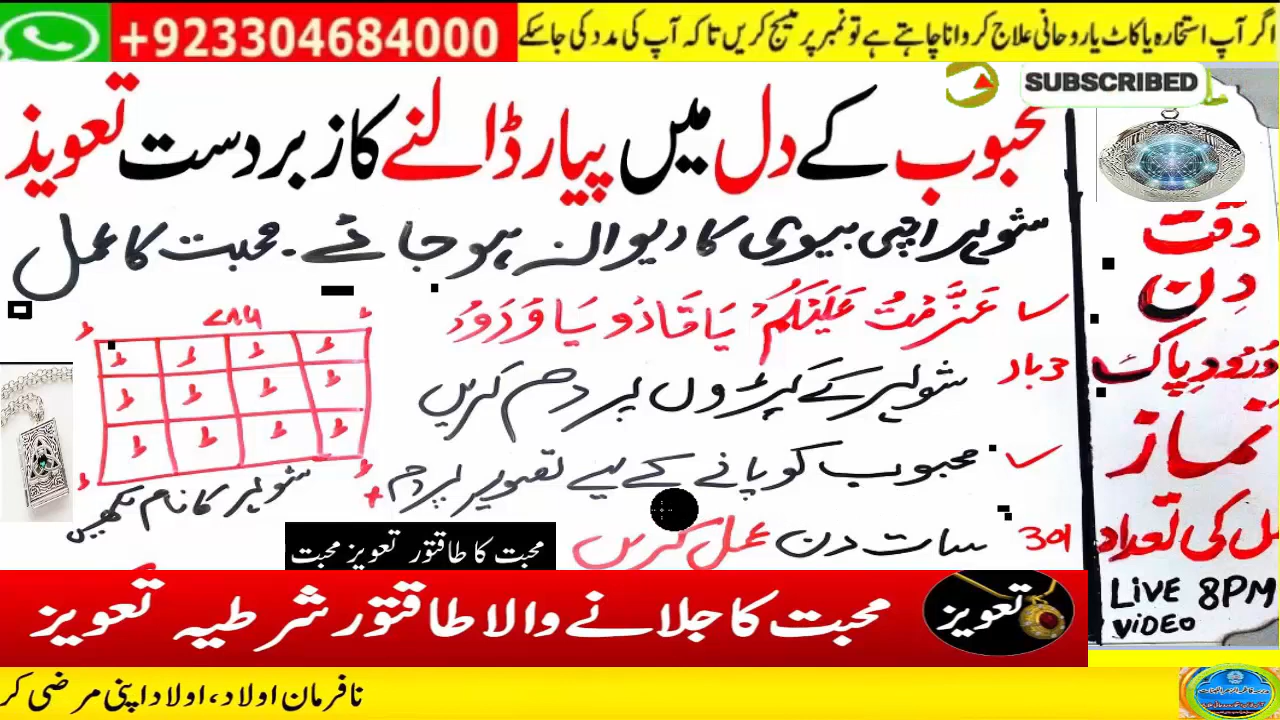 +923304684000
اگر آپ استخارہ یا کاٹ یا روحانی علاج کروانا چاہتے ہے تو نمبر پر میسج کریں تا کہ آپ کی مدد کی جا سکے
SUBSCRIBED
محبوب کے دل میں پیار ڈالنے کا زبردست تعویذ
شوہر اپنی بیوی کا دیوانہ ہو جائے۔ محبت کا عمل
عَزَّمْتُ عَلَيْكُمْ يَا قَادُو يَا وَرَدُودُ
3 بار
شوہر کے کپڑوں پر دم کریں
محبوب کو پانے کے لیے تصویر پر دم
سات دن عمل کریں
301
۷۸۶
ط ط ط ط
ط ط ط ط
ط ط ط ط
شوہر کا نام لکھیں
وقت
دن
درود پاک
نماز
عمل کی تعداد
LIVE 8PM
VIDEO
محبت کا طاقتور تعویز محبت
محبت کا جلانے والا طاقتور شرطیہ تعویز
تعویز
نافرمان اولاد، اولاد اپنی مرضی کر